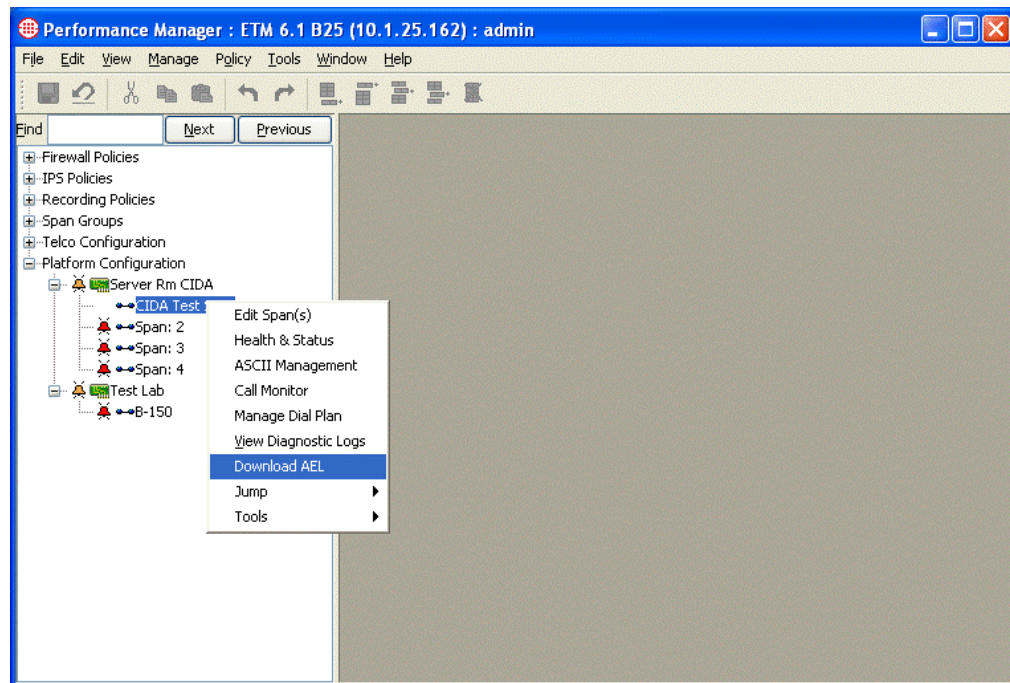 Performance Manager : ETM 6.1 B25 (10.1.25.162) : admin
File Edit View Manage Policy Tools Window Help
Find Next Previous
Firewall Policies
IPS Policies
Recording Policies
Span Groups
Telco Configuration
Platform Configuration
Server Rm CIDA
CIDA Test
Span: 2
Span: 3
Span: 4
Test Lab
B-150
Edit Span(s)
Health & Status
ASCII Management
Call Monitor
Manage Dial Plan
View Diagnostic Logs
Download AEL
Jump
Tools